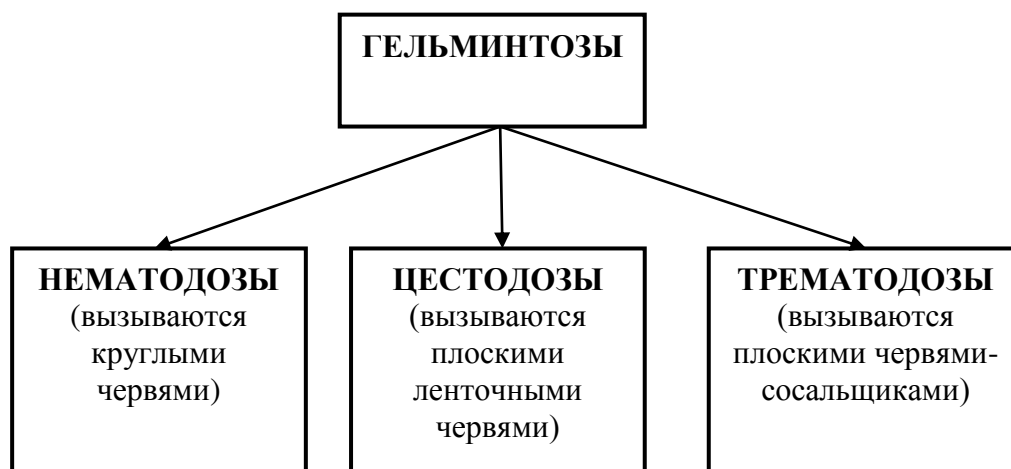 ГЕЛЬМИНТОЗЫ
НЕМАТОДОЗЫ
(вызываются
круглыми
червями)
ЦЕСТОДОЗЫ
(вызываются
плоскими
ленточными
червями)
ТРЕМАТОДОЗЫ
(вызываются
плоскими червями-
сосальщиками)